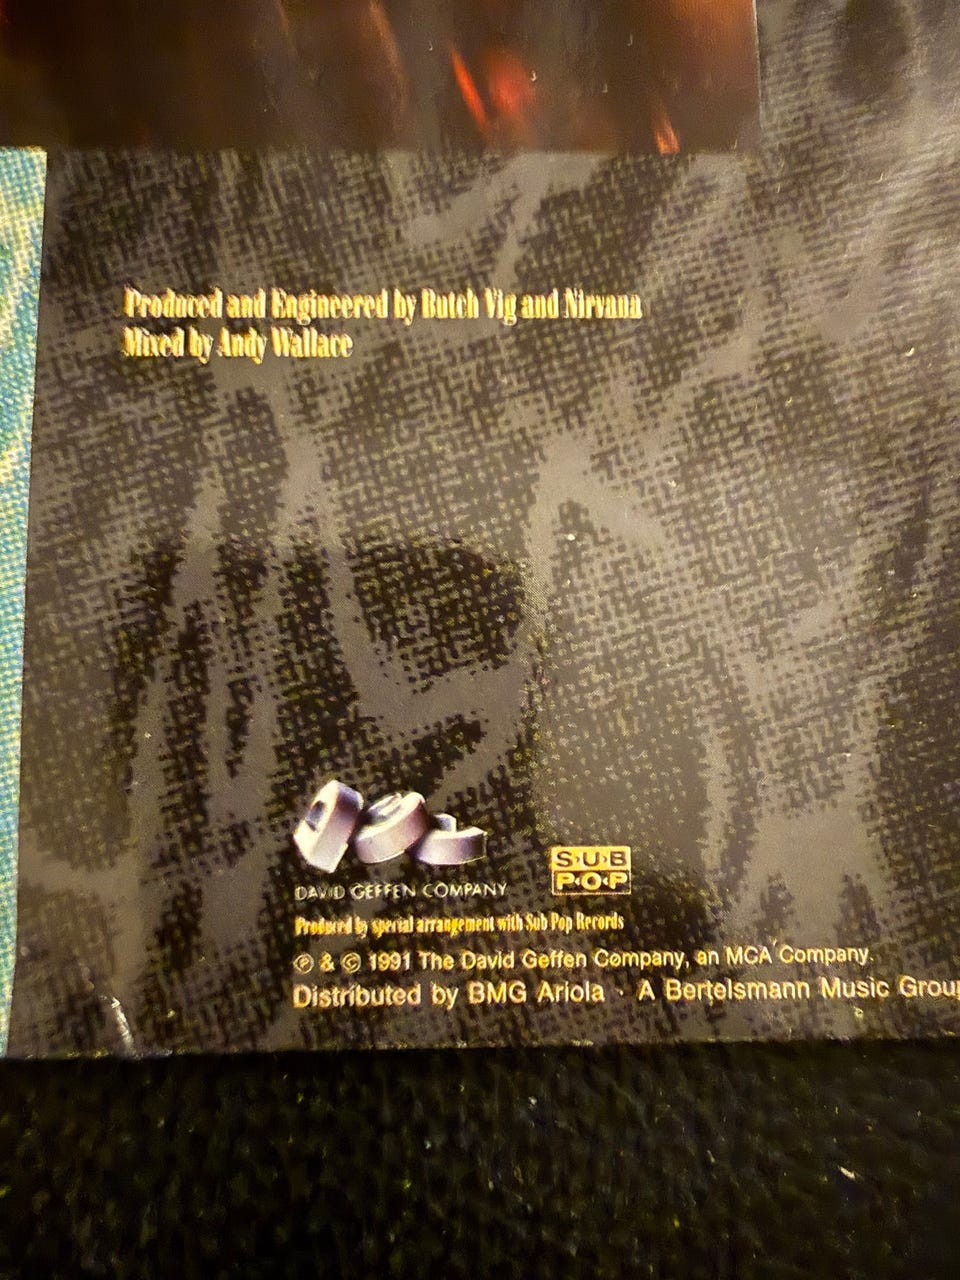 Produced and Engineered by Butch Vig and Nirvana
Mixed by Andy Wallace
DGC
DAVID GEFFEN COMPANY
S·U·B
P·O·P
Produced by special arrangement with Sub Pop Records
℗ & © 1991 The David Geffen Company, an MCA Company.
Distributed by BMG Ariola · A Bertelsmann Music Group